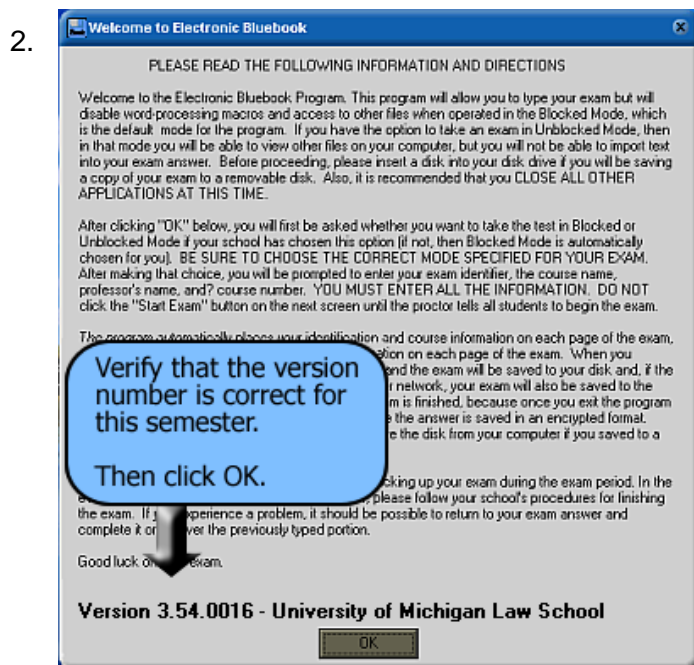 2.
Welcome to Electronic Bluebook
PLEASE READ THE FOLLOWING INFORMATION AND DIRECTIONS
Welcome to the Electronic Bluebook Program. This program will allow you to type your exam but will
disable word-processing macros and access to other files when operated in the Blocked Mode, which
is the default mode for the program. If you have the option to take an exam in Unblocked Mode, then
in that mode you will be able to view other files on your computer, but you will not be able to import text
into your exam answer. Before proceeding, please insert a disk into your disk drive if you will be saving
a copy of your exam to a removable disk. Also, it is recommended that you CLOSE ALL OTHER
APPLICATIONS AT THIS TIME.
After clicking "OK" below, you will first be asked whether you want to take the test in Blocked or
Unblocked Mode if your school has chosen this option (if not, then Blocked Mode is automatically
chosen for you). BE SURE TO CHOOSE THE CORRECT MODE SPECIFIED FOR YOUR EXAM.
After making that choice, you will be prompted to enter your exam identifier, the course name,
professor's name, and? course number. YOU MUST ENTER ALL THE INFORMATION. DO NOT
click the "Start Exam" button on the next screen until the proctor tells all students to begin the exam.
The program automatically places your identification and course information on each page of the exam,
ation on each page of the exam. When you
nd the exam will be saved to your disk and, if the
r network, your exam will also be saved to the
m is finished, because once you exit the program
e the answer is saved in an encrypted format.
e the disk from your computer if you saved to a
Verify that the version
number is correct for
this semester.
Then click OK.
cking up your exam during the exam period. In the
please follow your school's procedures for finishing
the exam. If experience a problem, it should be possible to return to your exam answer and
complete it or ver the previously typed portion.
Good luck on exam.
Version 3.54.0016 - University of Michigan Law School
OK